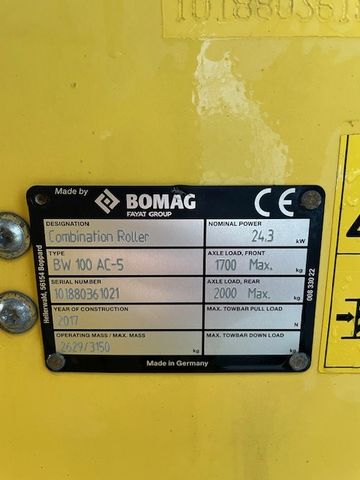 101880361
Made by BOMAG CE
FAYAT GROUP
DESIGNATION NOMINAL POWER
Combination Roller 24.3 kW
TYPE AXLE LOAD, FRONT
BW 100 AC-5 1700 Max. kg
SERIAL NUMBER AXLE LOAD, REAR
101880361021 2000 Max. kg
YEAR OF CONSTRUCTION MAX. TOWBAR PULL LOAD
2017 - N
OPERATING MASS / MAX. MASS MAX. TOWBAR DOWN LOAD
2629/3150 kg - kg
Made in Germany
Hellerwald, 56154 Boppard
008 330 22